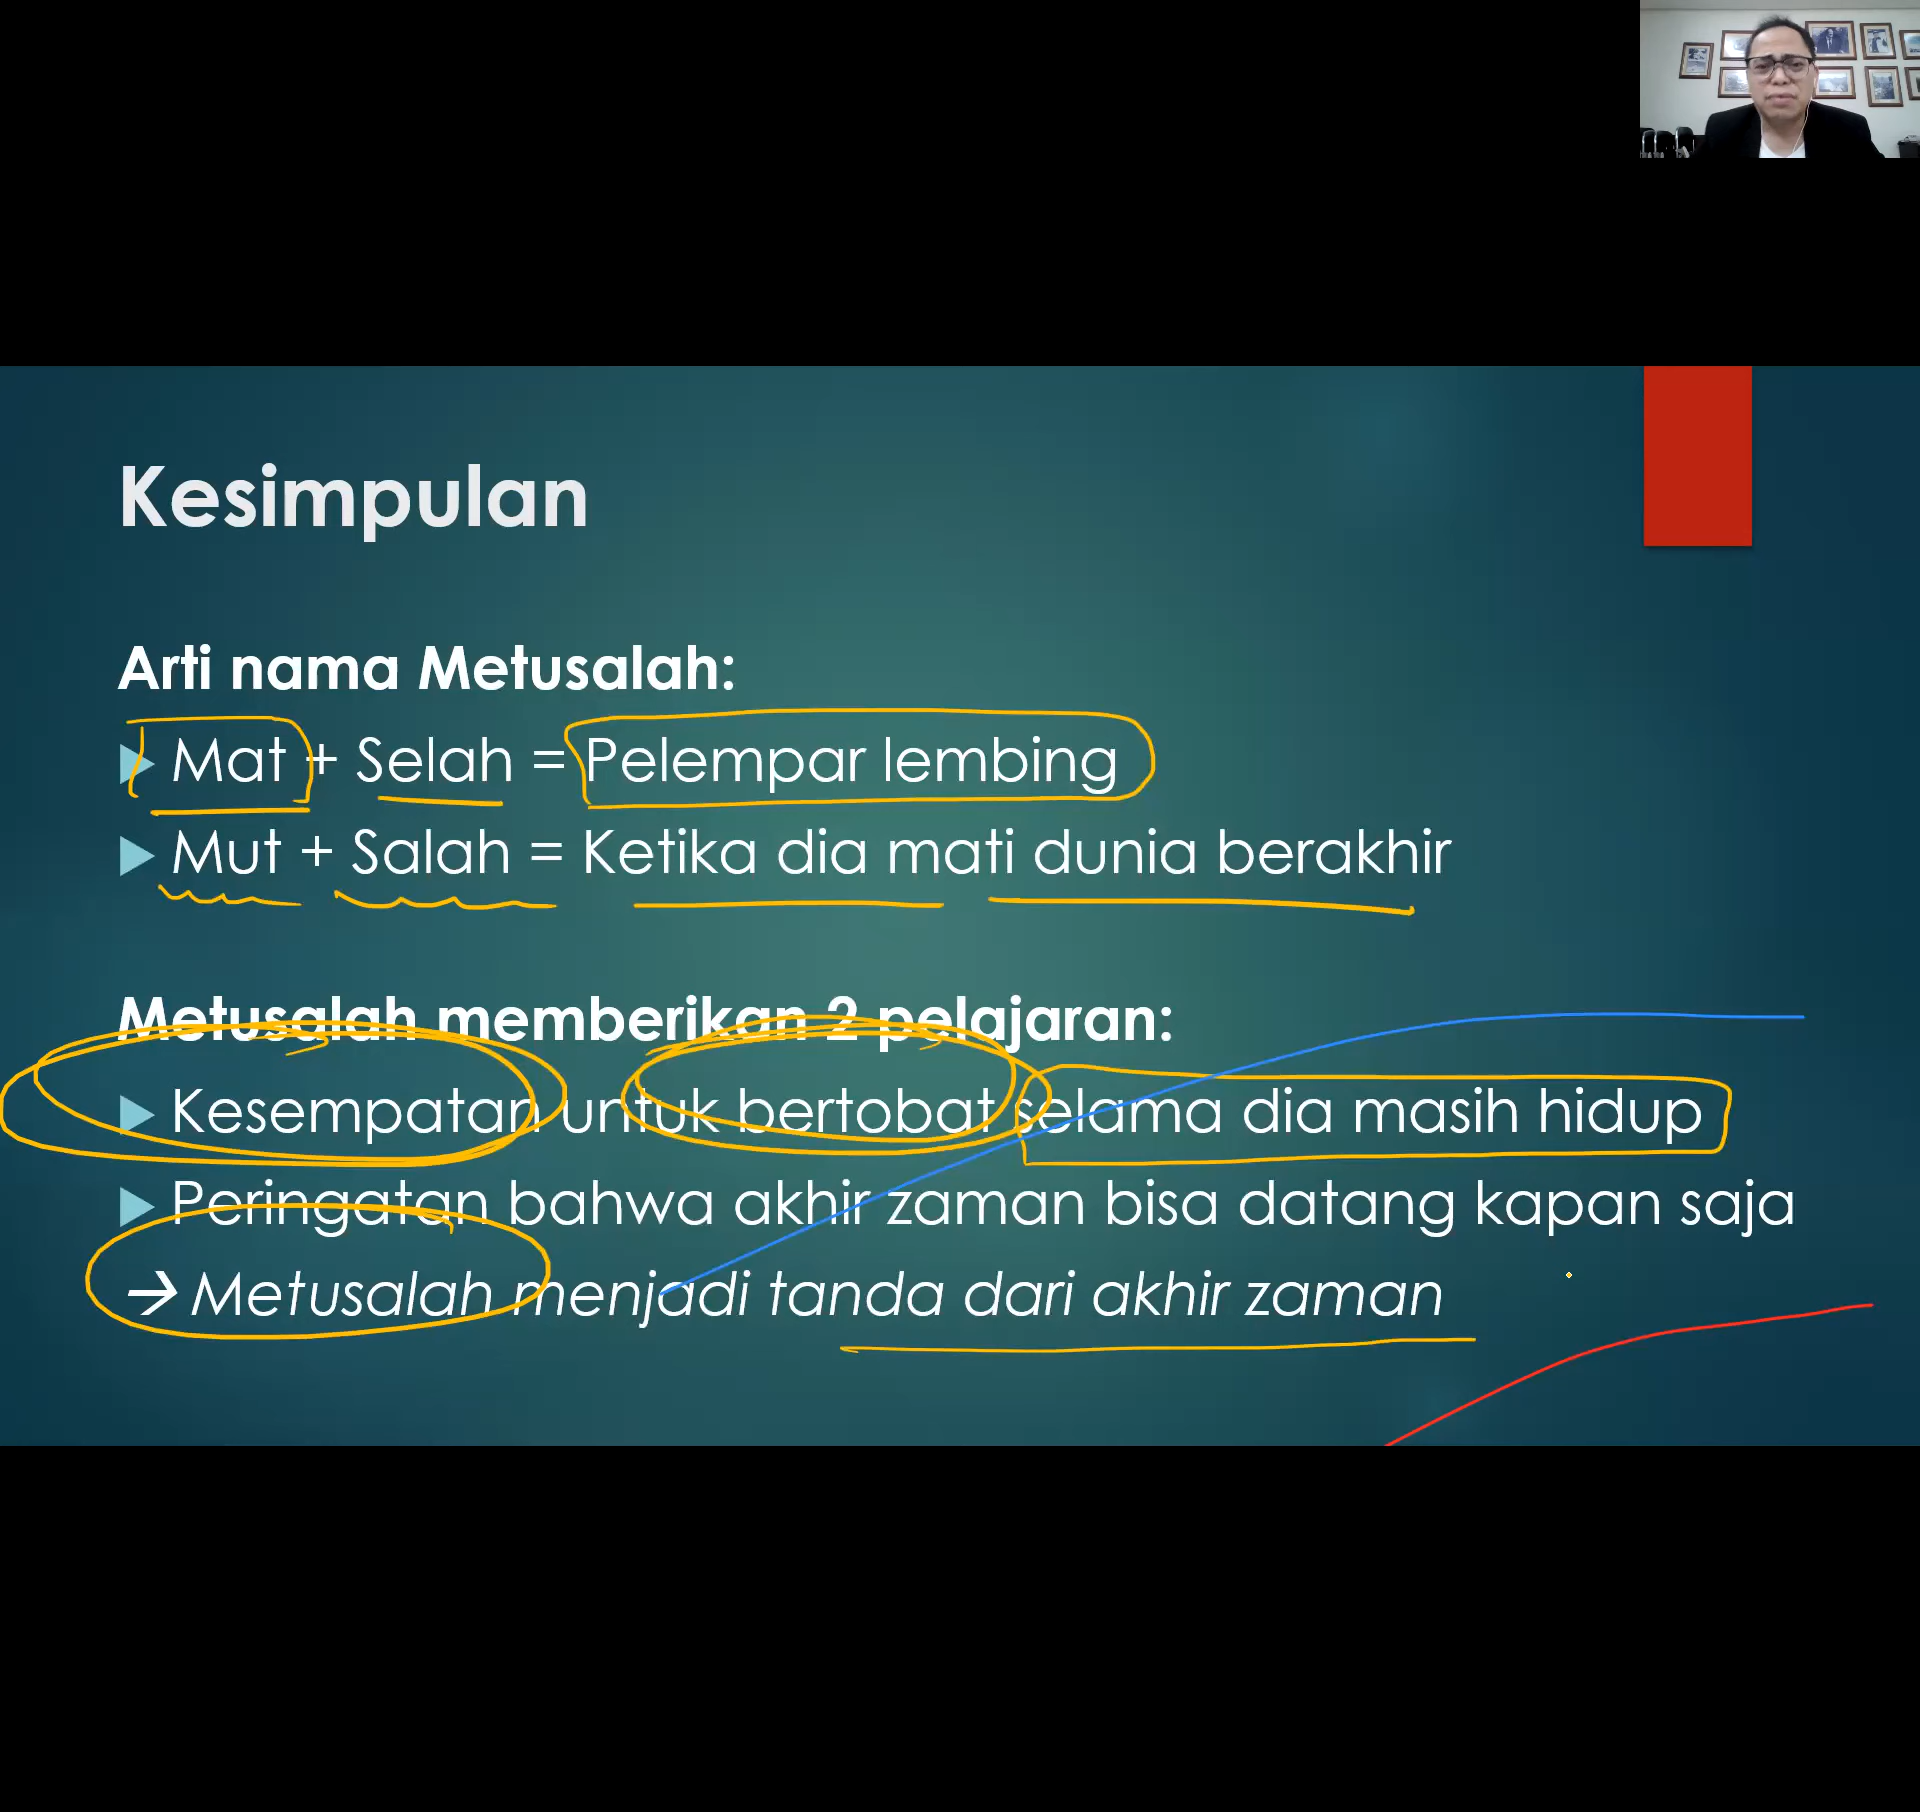 Kesimpulan
Arti nama Metusalah:
Mat + Selah = Pelempar lembing
Mut + Salah = Ketika dia mati dunia berakhir
Metusalah memberikan 2 pelajaran:
Kesempatan untuk bertobat selama dia masih hidup
Peringatan bahwa akhir zaman bisa datang kapan saja
→ Metusalah menjadi tanda dari akhir zaman